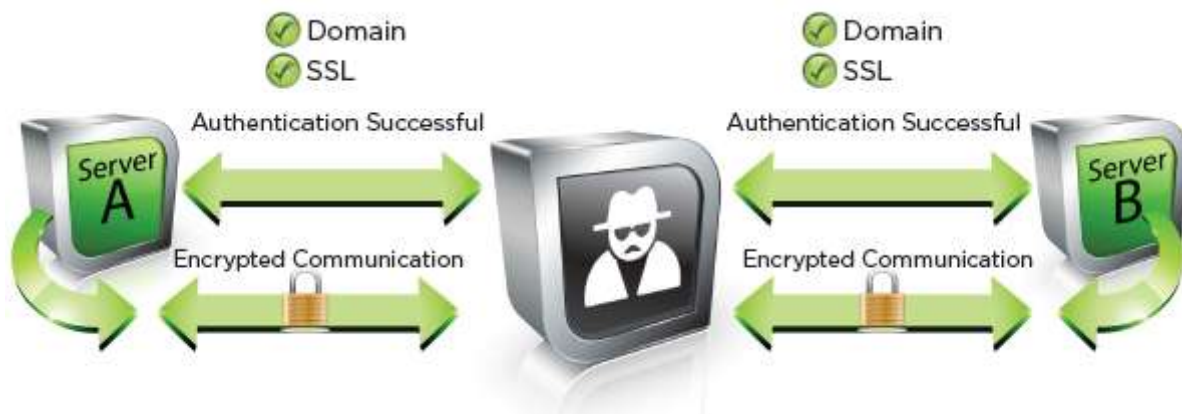 Domain
SSL
Authentication Successful
Server
A
Encrypted Communication
Domain
SSL
Authentication Successful
Server
B
Encrypted Communication